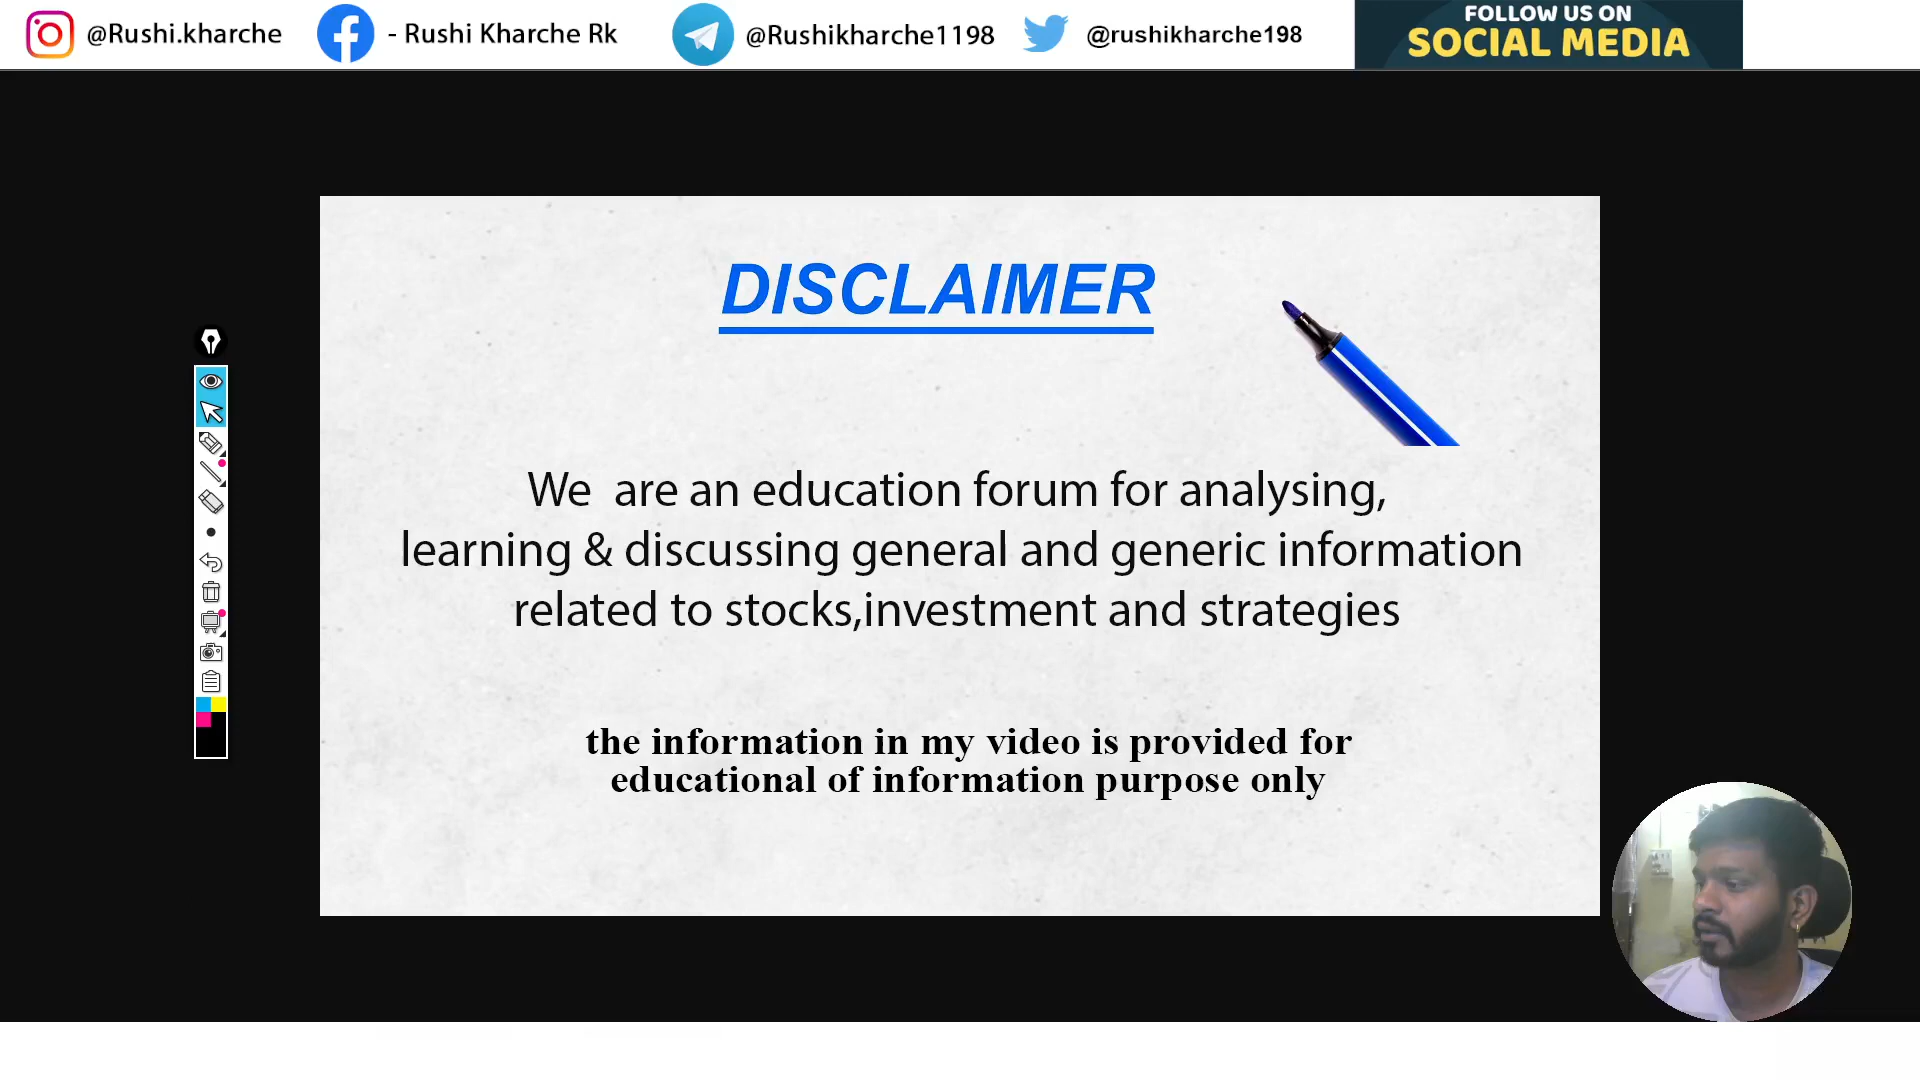 @Rushi.kharche - Rushi Kharche Rk @Rushikharche1198 @rushikharche198 FOLLOW US ON
SOCIAL MEDIA
DISCLAIMER
We are an education forum for analysing,
learning & discussing general and generic information
related to stocks,investment and strategies
the information in my video is provided for
educational of information purpose only